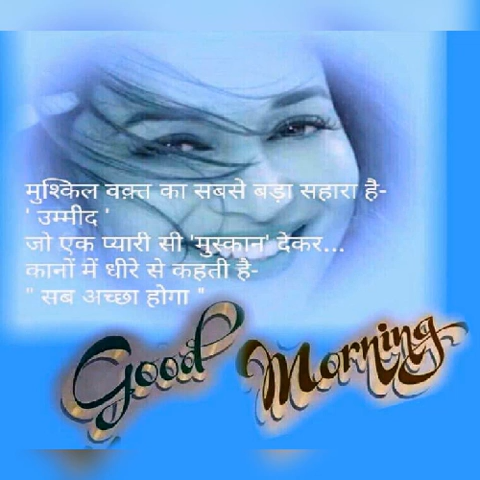 मुश्किल वक़्त का सबसे बड़ा सहारा है-
' उम्मीद '
जो एक प्यारी सी 'मुस्कान' देकर...
कानों में धीरे से कहती है-
" सब अच्छा होगा "
Good Morning